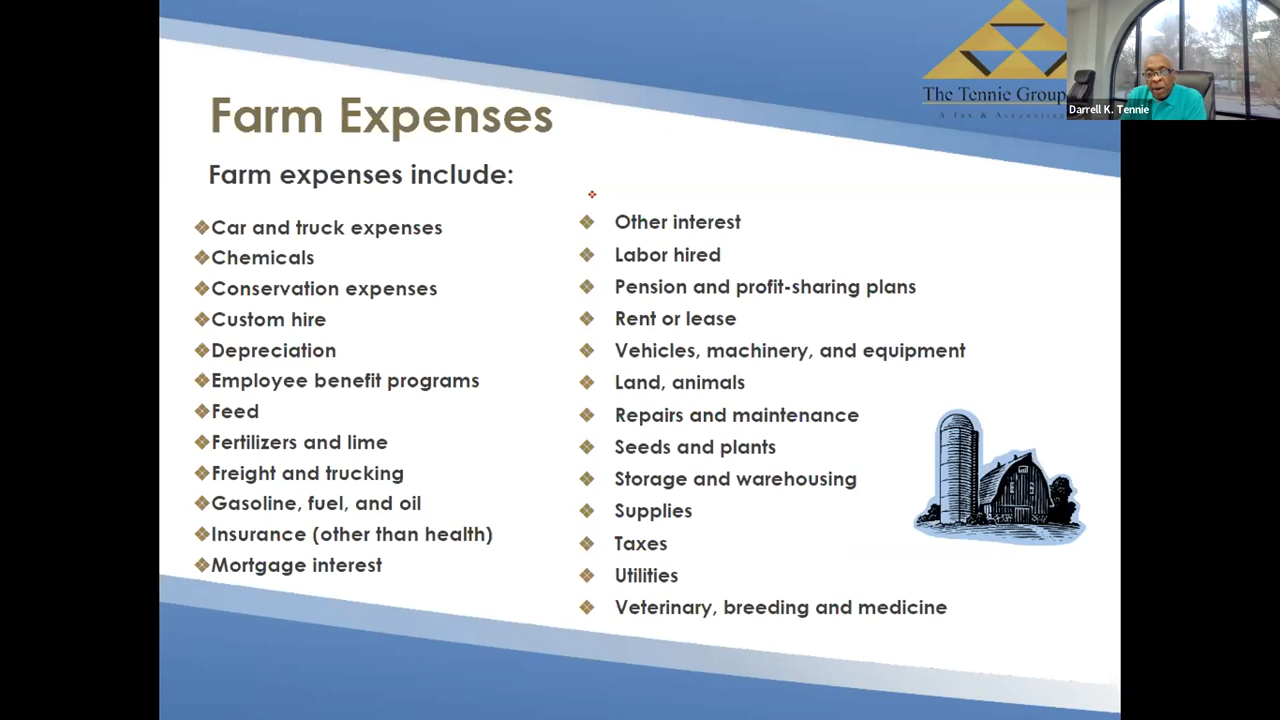 Farm Expenses
Farm expenses include:
Car and truck expenses
Chemicals
Conservation expenses
Custom hire
Depreciation
Employee benefit programs
Feed
Fertilizers and lime
Freight and trucking
Gasoline, fuel, and oil
Insurance (other than health)
Mortgage interest
Other interest
Labor hired
Pension and profit-sharing plans
Rent or lease
Vehicles, machinery, and equipment
Land, animals
Repairs and maintenance
Seeds and plants
Storage and warehousing
Supplies
Taxes
Utilities
Veterinary, breeding and medicine
The Tennie Group
A Tax & Accounting
Darrell K. Tennie